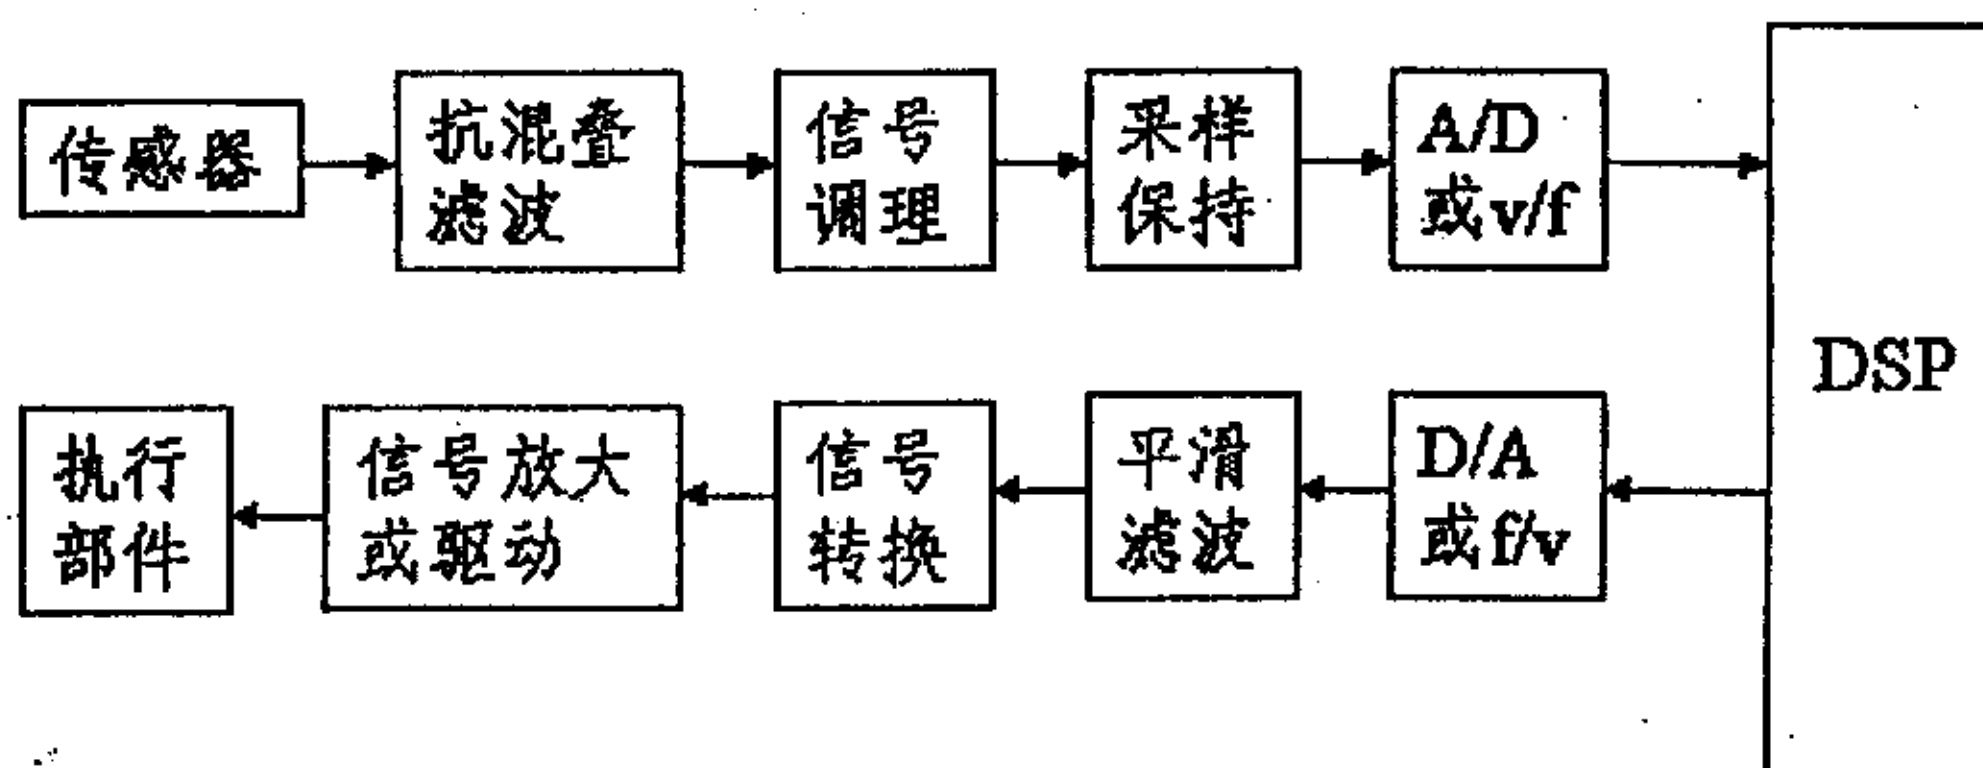 传感器
抗混叠
滤波
信号
调理
采样
保持
A/D
或v/f
DSP
D/A
或f/v
平滑
滤波
信号
转换
信号放大
或驱动
执行
部件